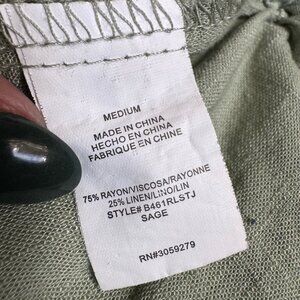 MEDIUM
MADE IN CHINA
HECHO EN CHINA
FABRIQUE EN CHINE
75% RAYON/VISCOSA/RAYONNE
25% LINEN/LINO/LIN
STYLE# B461RLSTJ
SAGE
RN#3059279